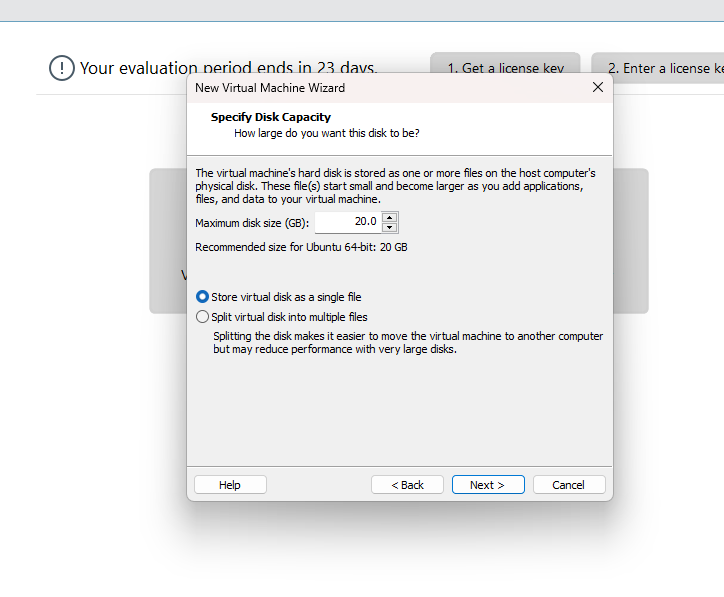 ! Your evaluation period ends in 23 days.
1. Get a license key
2. Enter a license
New Virtual Machine Wizard
Specify Disk Capacity
How large do you want this disk to be?
The virtual machine's hard disk is stored as one or more files on the host computer's
physical disk. These file(s) start small and become larger as you add applications,
files, and data to your virtual machine.
Maximum disk size (GB): 20.0
Recommended size for Ubuntu 64-bit: 20 GB
Store virtual disk as a single file
Split virtual disk into multiple files
Splitting the disk makes it easier to move the virtual machine to another computer
but may reduce performance with very large disks.
Help
< Back
Next >
Cancel